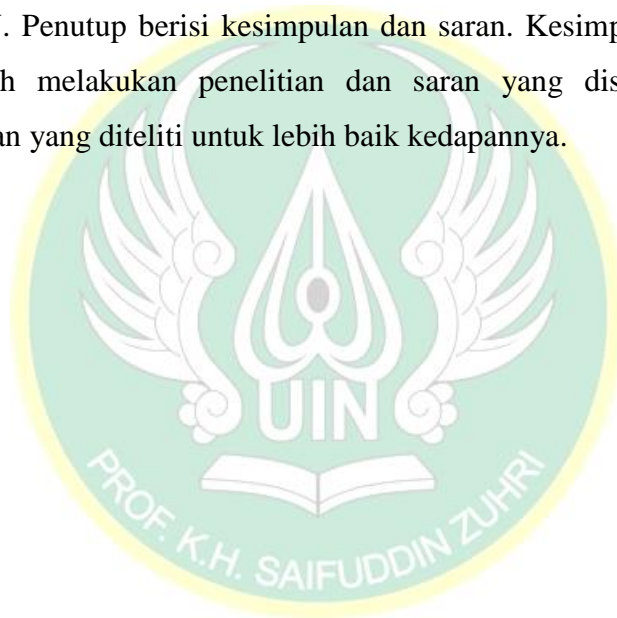 . Penutup berisi kesimpulan dan saran. Kesimp
h melakukan penelitian dan saran yang dis
an yang diteliti untuk lebih baik kedapannya.
UIN
PROF. K.H. SAIFUDDIN ZUHRI